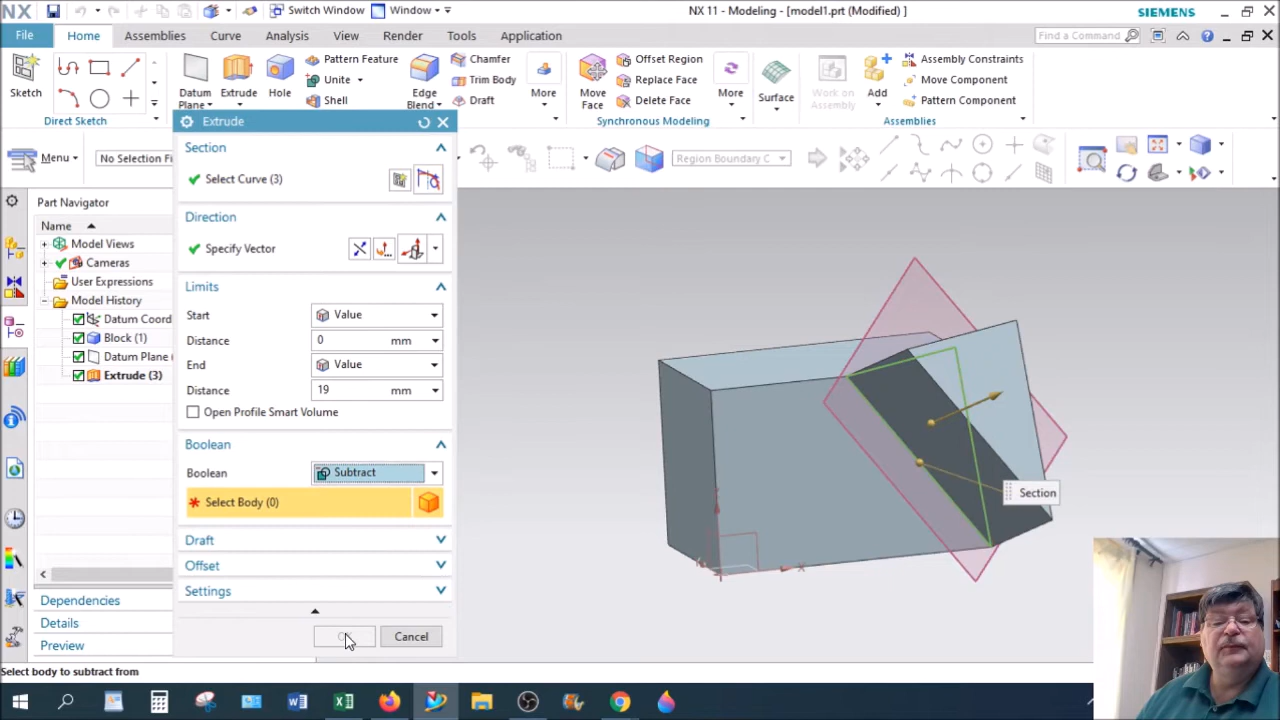 Switch Window
Window
NX 11 - Modeling - [model1.prt (Modified) ]
SIEMENS
File
Home
Assemblies
Curve
Analysis
View
Render
Tools
Application
Find a Command
Sketch
Datum
Plane
Extrude
Hole
Pattern Feature
Unite
Shell
Edge
Blend
Chamfer
Trim Body
Draft
More
Move
Face
Offset Region
Replace Face
Delete Face
More
Surface
Work on
Assembly
Add
Assembly Constraints
Move Component
Pattern Component
Direct Sketch
Synchronous Modeling
Assemblies
Menu
No Selection Fi
Region Boundary C
Extrude
Section
Select Curve (3)
Direction
Specify Vector
Limits
Start
Value
Distance
0
mm
End
Value
Distance
19
mm
Open Profile Smart Volume
Boolean
Boolean
Subtract
Select Body (0)
Draft
Offset
Settings
Cancel
Part Navigator
Name
Model Views
Cameras
User Expressions
Model History
Datum Coord
Block (1)
Datum Plane (
Extrude (3)
Dependencies
Details
Preview
Section
X
Select body to subtract from